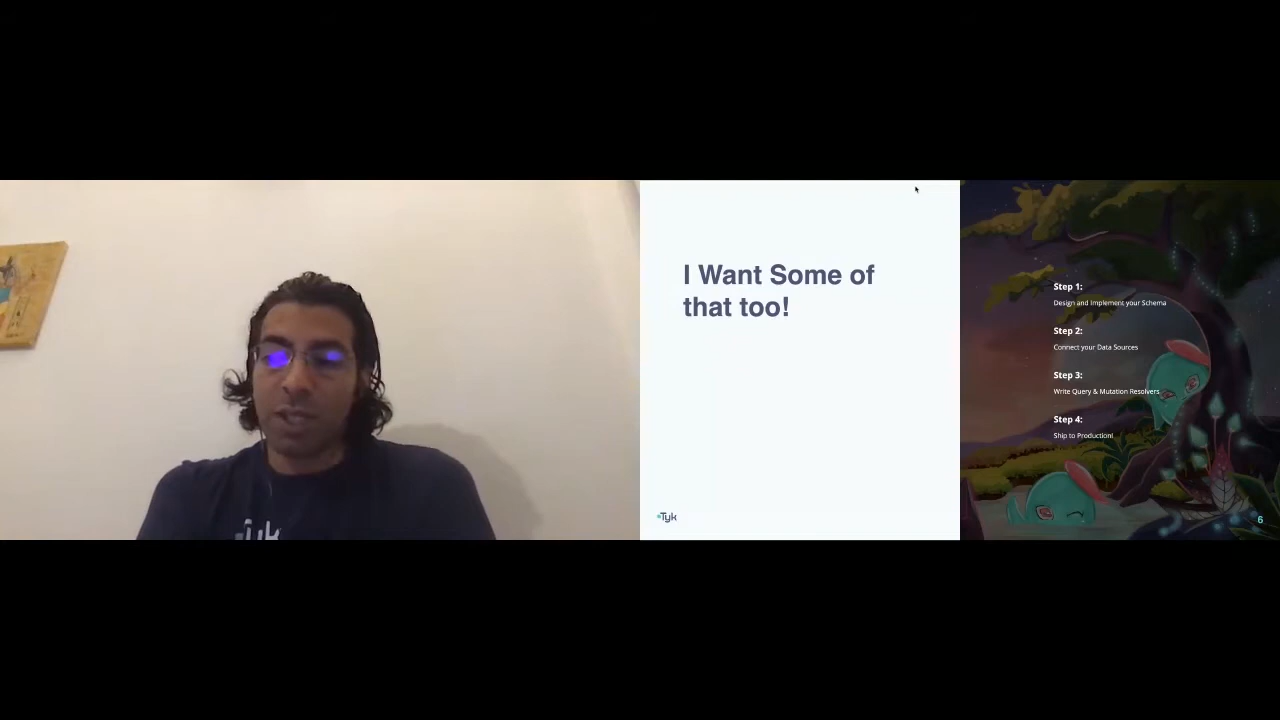 I Want Some of
that too!
Tyk
Step 1:
Design and Implement your Schema
Step 2:
Connect your Data Sources
Step 3:
Write Query & Mutation Resolvers
Step 4:
Ship to Production!
6
Tyk